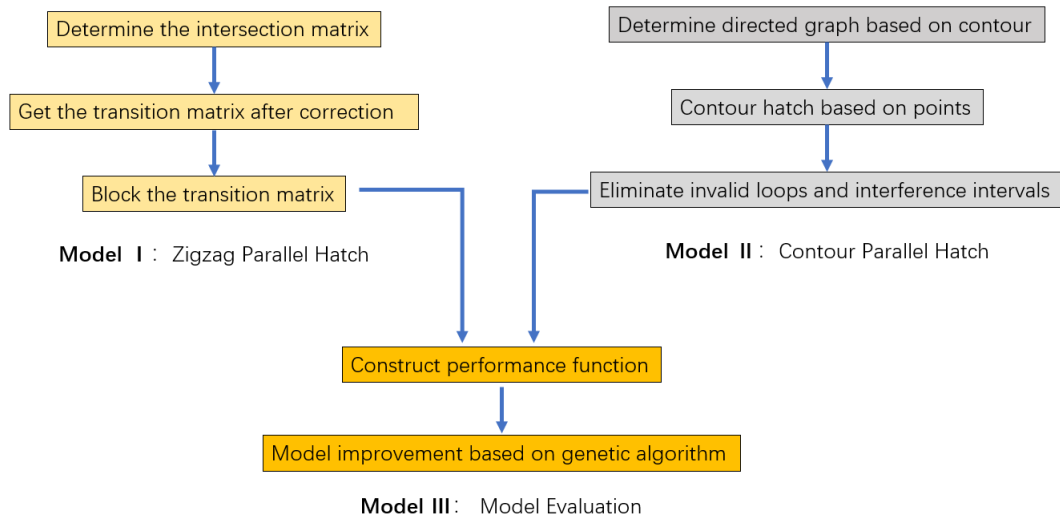 Determine the intersection matrix
Get the transition matrix after correction
Block the transition matrix
Model Ⅰ： Zigzag Parallel Hatch
Determine directed graph based on contour
Contour hatch based on points
Eliminate invalid loops and interference intervals
Model Ⅱ： Contour Parallel Hatch
Construct performance function
Model improvement based on genetic algorithm
Model Ⅲ： Model Evaluation